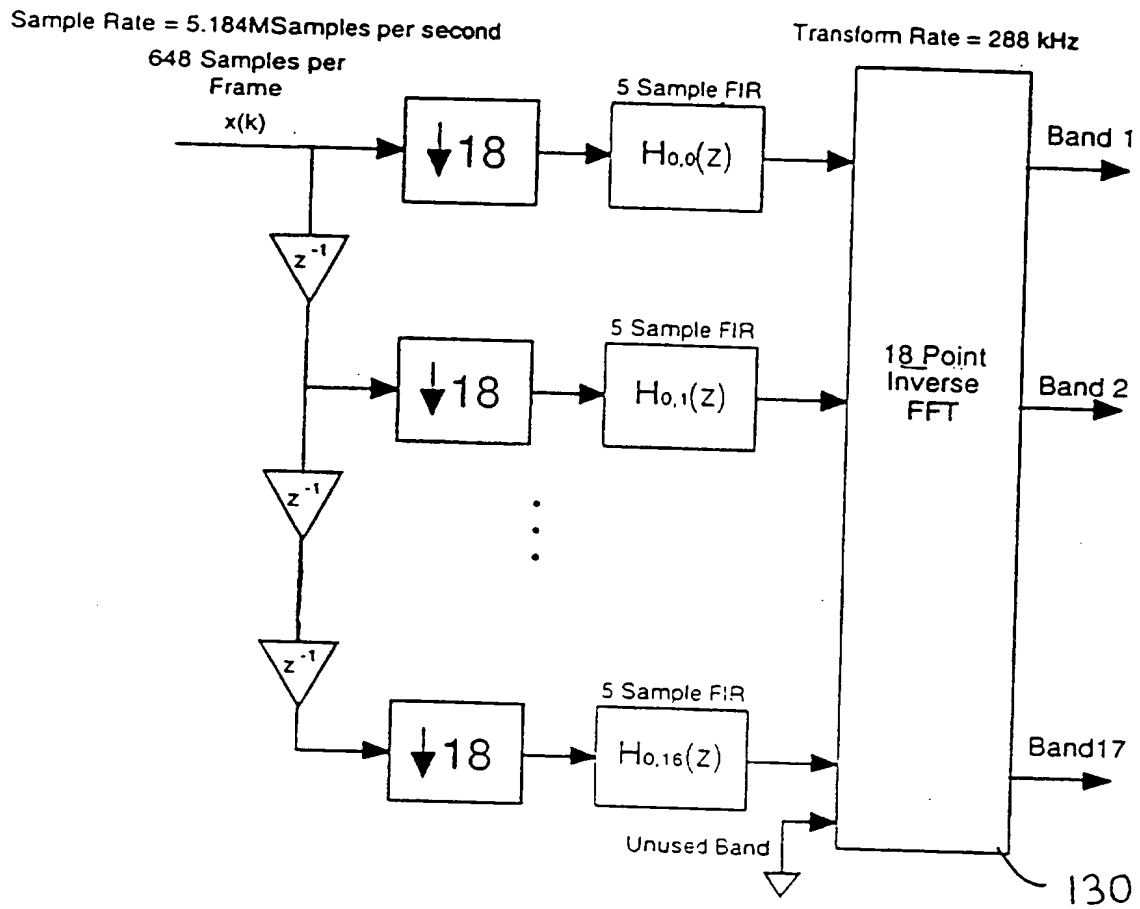 Sample Rate = 5.184MSamples per second
Transform Rate = 288 kHz
648 Samples per
Frame
x(k)
5 Sample FIR
↓18
H0,0(z)
Band 1
z-1
5 Sample FIR
↓18
H0,1(z)
18 Point
Inverse
FFT
Band 2
z-1
z-1
5 Sample FIR
↓18
H0,16(z)
Band17
Unused Band
130